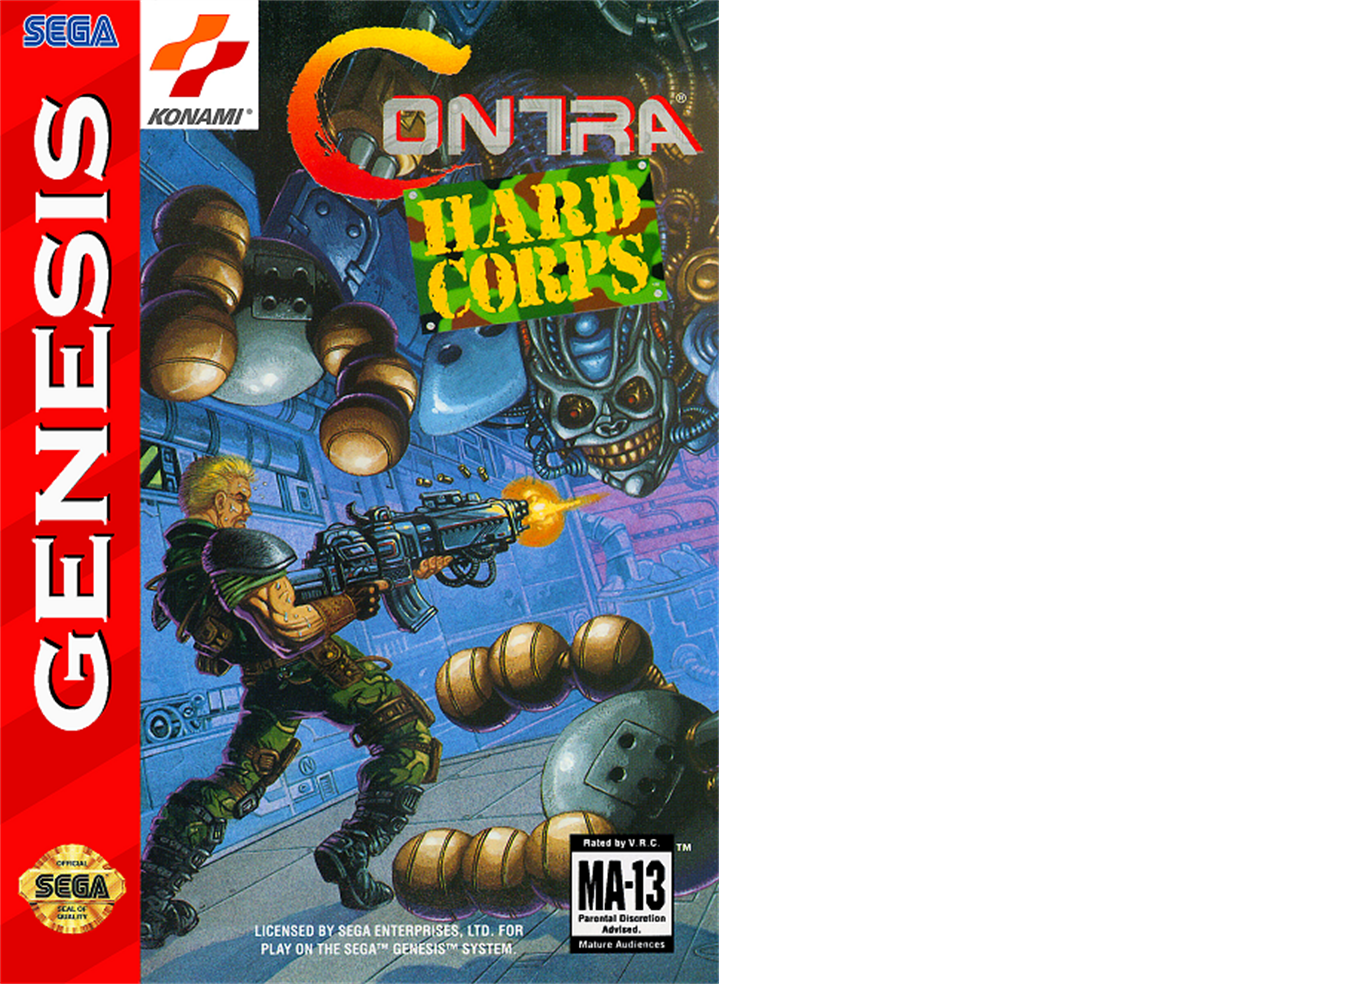 SEGA
GENESIS
OFFICIAL
SEGA
SEAL OF
QUALITY
KONAMI®
CONTRA®
HARD
CORPS
Rated by V.R.C.
MA-13
Parental Discretion
Advised.
Mature Audiences
TM
LICENSED BY SEGA ENTERPRISES, LTD. FOR
PLAY ON THE SEGA™ GENESIS™ SYSTEM.